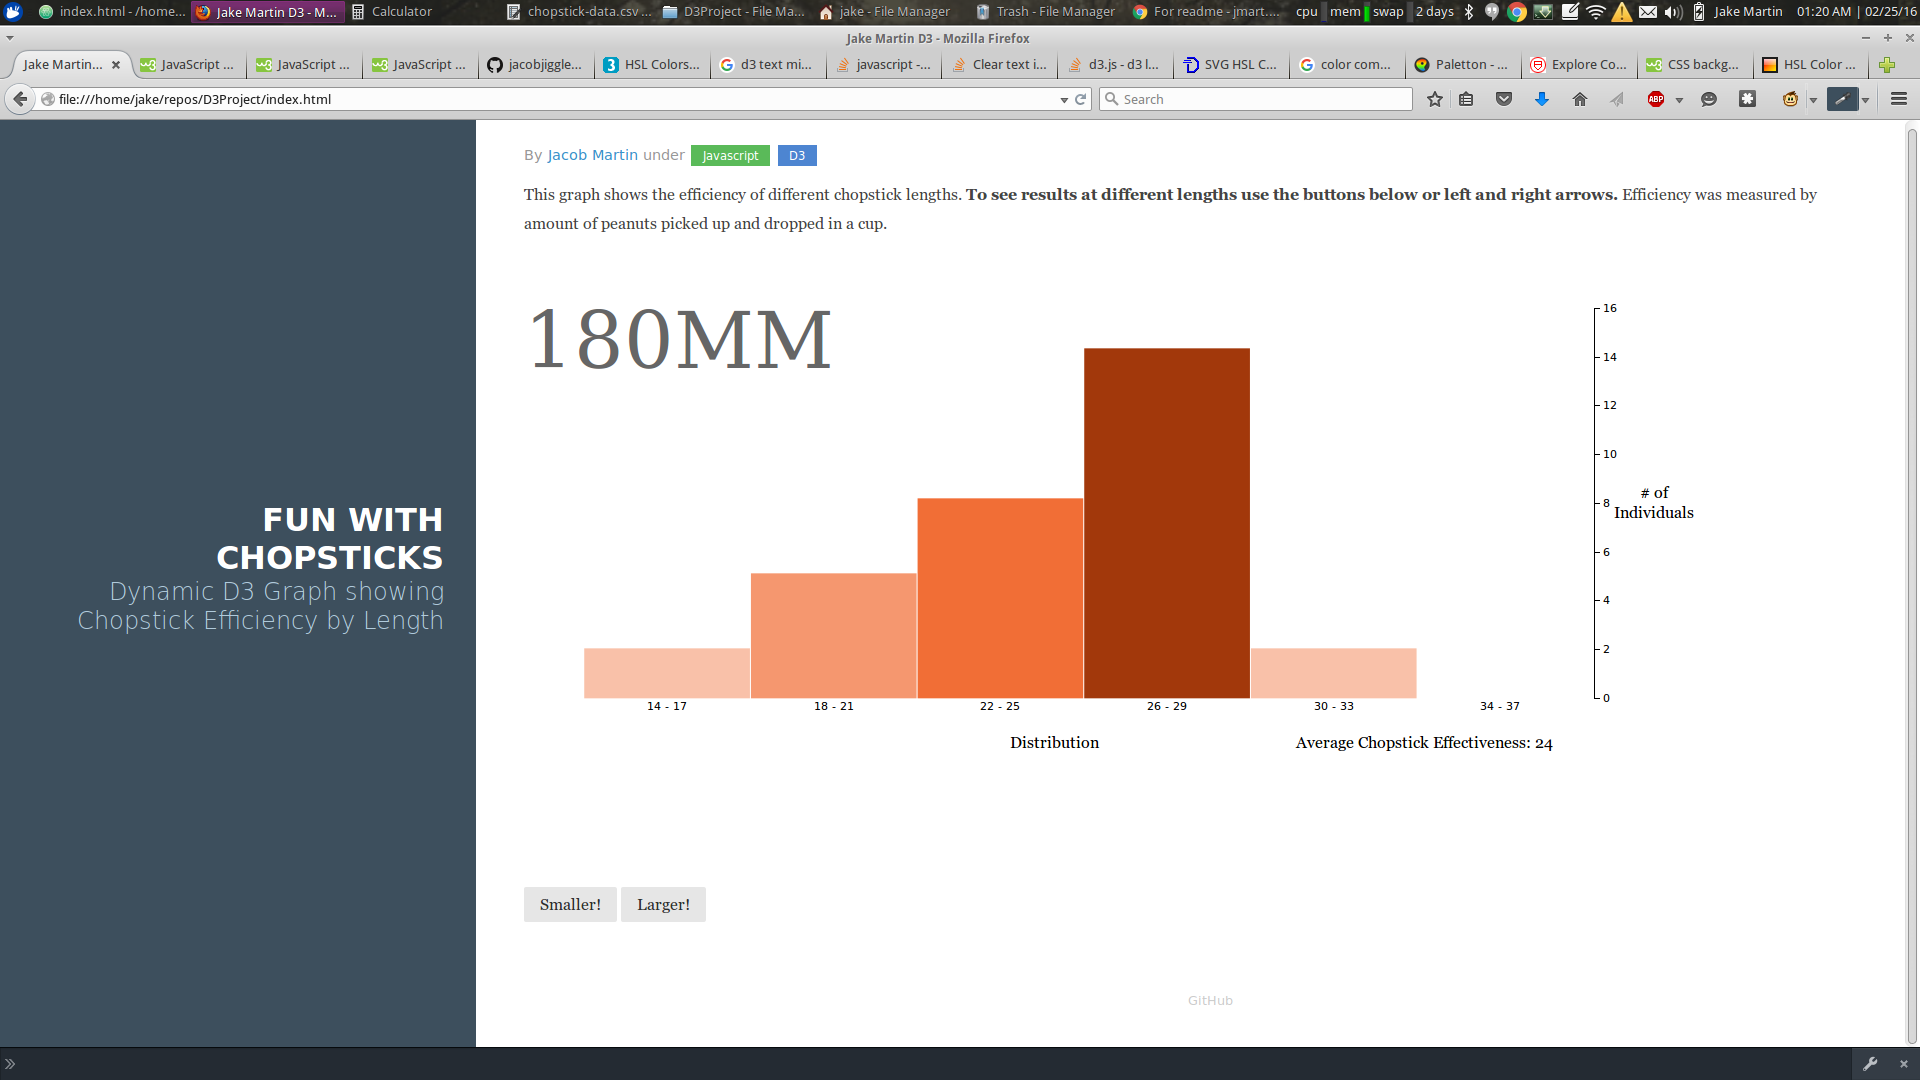 index.html - /home... Jake Martin D3 - M... Calculator chopstick-data.csv ... D3Project - File Ma... jake - File Manager Trash - File Manager For readme - jmart.... cpu mem swap 2 days Jake Martin 01:20 AM | 02/25/16
Jake Martin D3 - Mozilla Firefox
Jake Martin... JavaScript ... JavaScript ... JavaScript ... jacobjiggle... HSL Colors... d3 text mi... javascript -... Clear text i... d3.js - d3 l... SVG HSL C... color com... Paletton - ... Explore Co... CSS backg... HSL Color ...
file:///home/jake/repos/D3Project/index.html Search ABP
By Jacob Martin under Javascript D3
This graph shows the efficiency of different chopstick lengths. To see results at different lengths use the buttons below or left and right arrows. Efficiency was measured by
amount of peanuts picked up and dropped in a cup.
FUN WITH
CHOPSTICKS
Dynamic D3 Graph showing
Chopstick Efficiency by Length
180MM
16
14
12
10
8
6
4
2
0
# of
Individuals
14 - 17 18 - 21 22 - 25 26 - 29 30 - 33 34 - 37
Distribution Average Chopstick Effectiveness: 24
Smaller! Larger!
GitHub